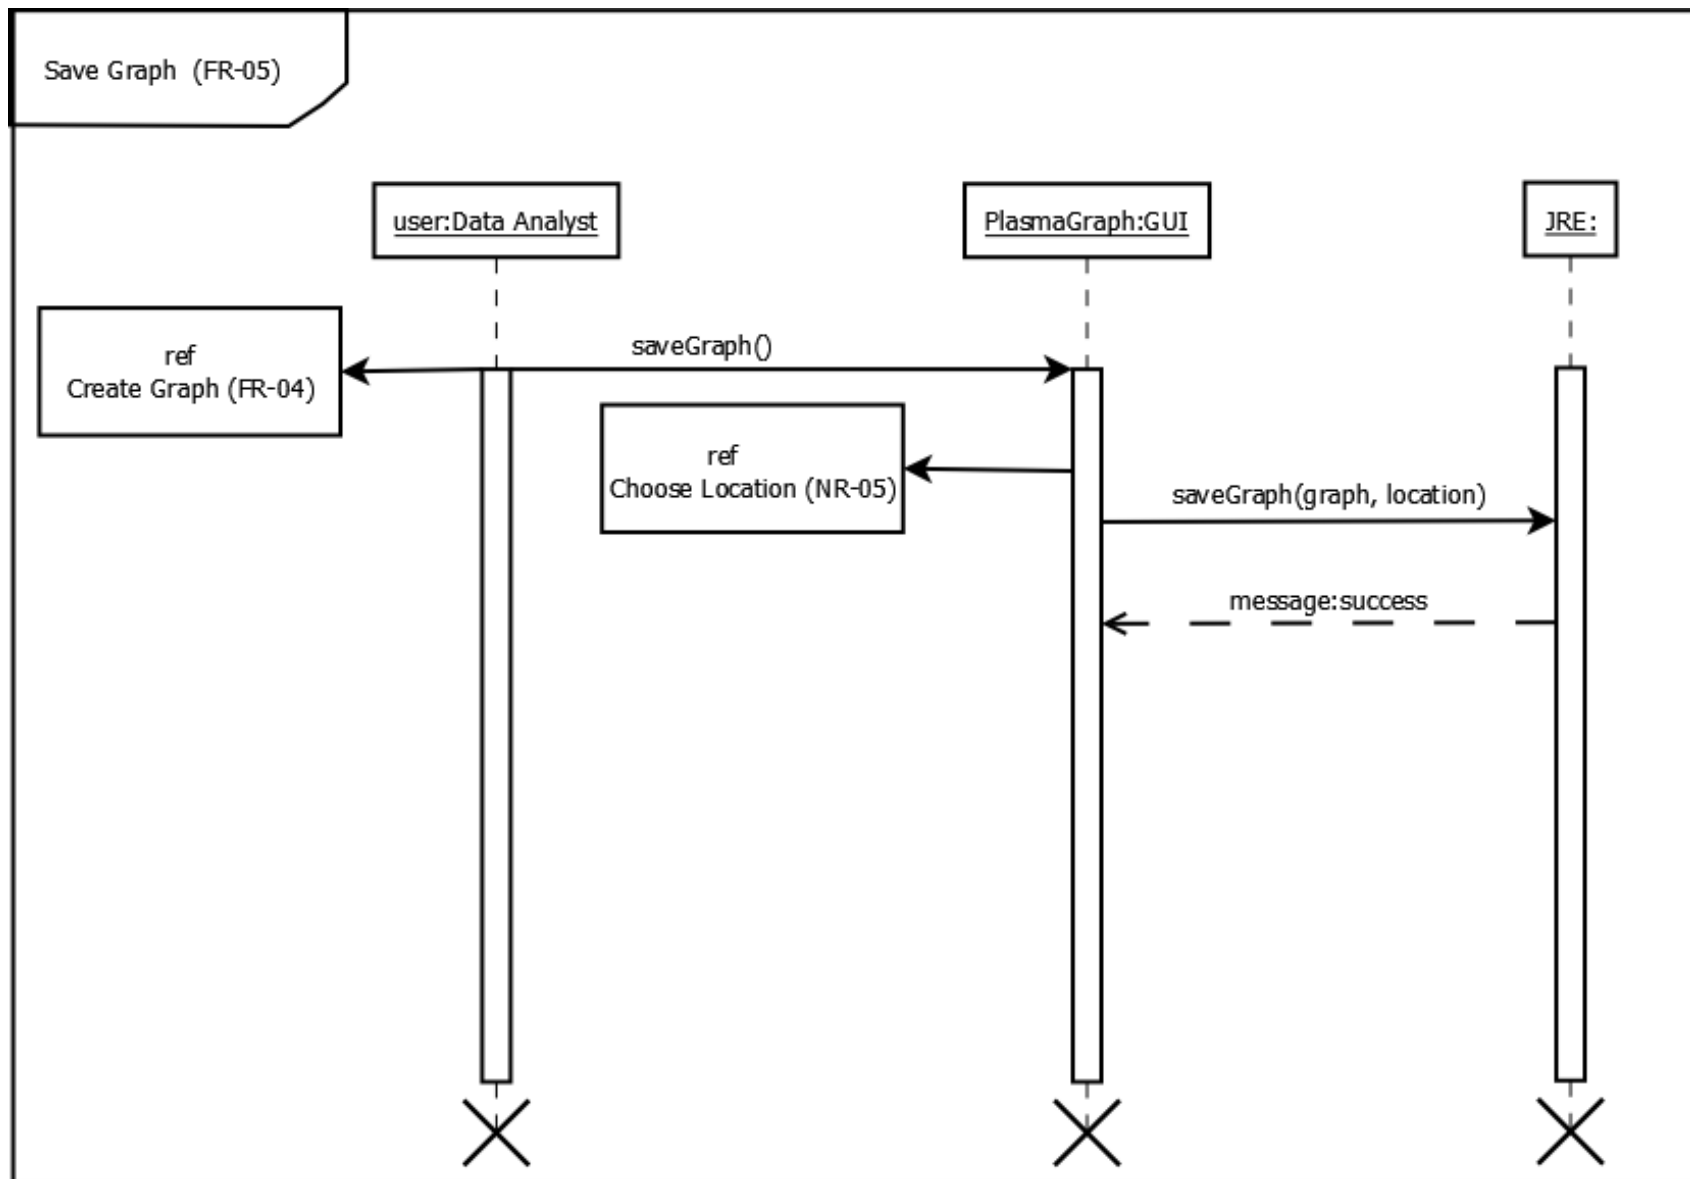 Save Graph  (FR-05)
user:Data Analyst
PlasmaGraph:GUI
JRE:
ref
Create Graph (FR-04)
saveGraph()
ref
Choose Location (NR-05)
saveGraph(graph, location)
message:success